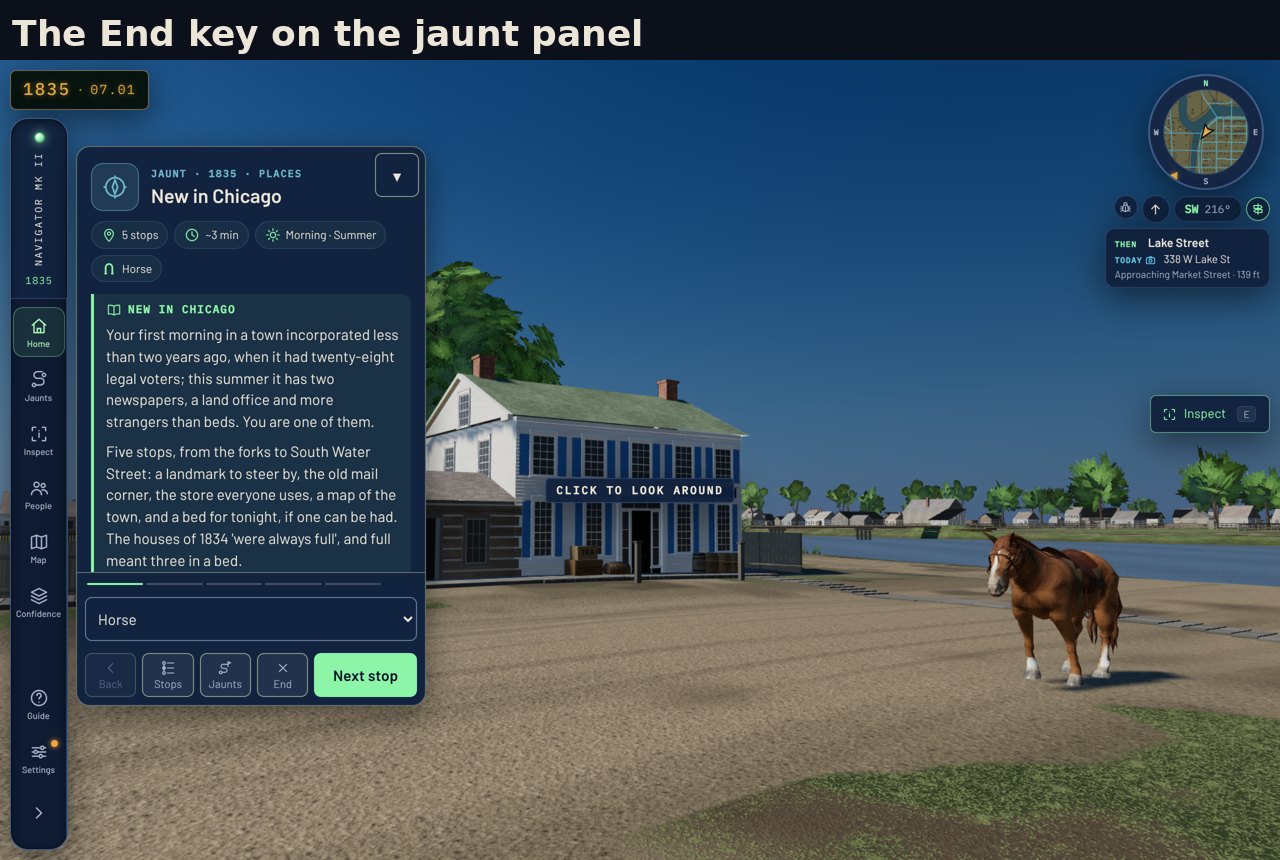 The End key on the jaunt panel
1835 · 07.01
NAVIGATOR MK II
1835
Home
Jaunts
Inspect
People
Map
Confidence
Guide
Settings
JAUNT · 1835 · PLACES
New in Chicago
5 stops
~3 min
Morning · Summer
Horse
NEW IN CHICAGO
Your first morning in a town incorporated less
than two years ago, when it had twenty-eight
legal voters; this summer it has two
newspapers, a land office and more
strangers than beds. You are one of them.
Five stops, from the forks to South Water
Street: a landmark to steer by, the old mail
corner, the store everyone uses, a map of the
town, and a bed for tonight, if one can be had.
The houses of 1834 'were always full', and full
meant three in a bed.
Horse
Back
Stops
Jaunts
End
Next stop
CLICK TO LOOK AROUND
N
W
E
S
SW 216°
THEN Lake Street
TODAY 338 W Lake St
Approaching Market Street · 139 ft
Inspect E